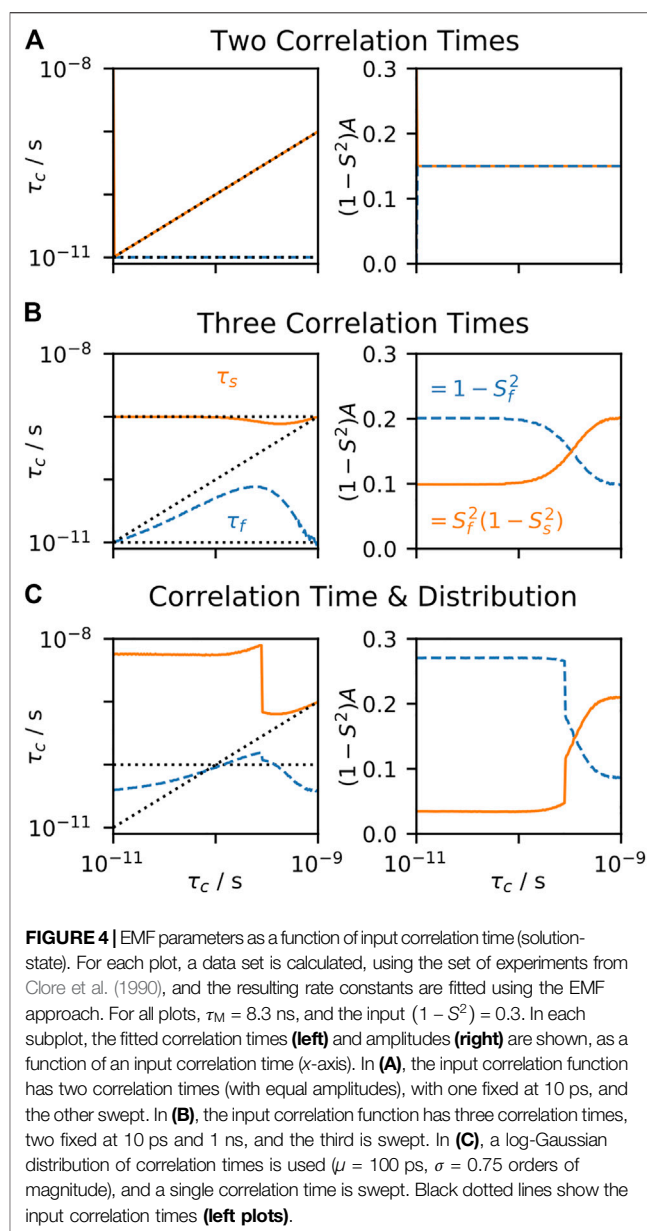 A
Two Correlation Times
10⁻⁸
τc / s
10⁻¹¹
0.3
0.2
0.1
0.0
(1 − S²)A
B
Three Correlation Times
10⁻⁸
τc / s
10⁻¹¹
τs
τf
0.3
0.2
0.1
0.0
(1 − S²)A
= 1 − Sf²
= Sf²(1 − Ss²)
C
Correlation Time & Distribution
10⁻⁸
τc / s
10⁻¹¹
10⁻¹¹ 10⁻⁹
τc / s
0.3
0.2
0.1
0.0
(1 − S²)A
10⁻¹¹ 10⁻⁹
τc / s
FIGURE 4 | EMF parameters as a function of input correlation time (solution-
state). For each plot, a data set is calculated, using the set of experiments from
Clore et al. (1990), and the resulting rate constants are fitted using the EMF
approach. For all plots, τM = 8.3 ns, and the input (1 − S²) = 0.3. In each
subplot, the fitted correlation times (left) and amplitudes (right) are shown, as a
function of an input correlation time (x-axis). In (A), the input correlation function
has two correlation times (with equal amplitudes), with one fixed at 10 ps, and
the other swept. In (B), the input correlation function has three correlation times,
two fixed at 10 ps and 1 ns, and the third is swept. In (C), a log-Gaussian
distribution of correlation times is used (μ = 100 ps, σ = 0.75 orders of
magnitude), and a single correlation time is swept. Black dotted lines show the
input correlation times (left plots).